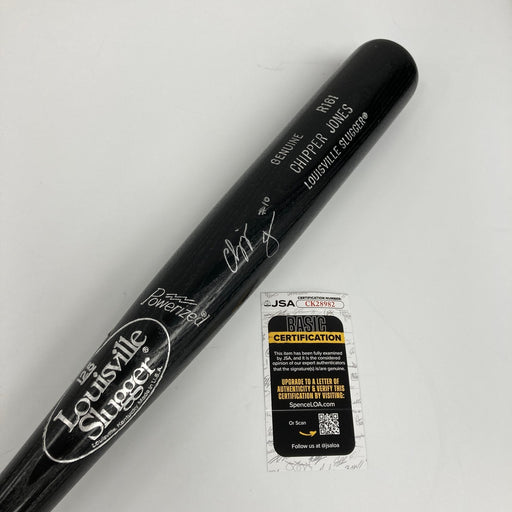 GENUINE R161
CHIPPER JONES
LOUISVILLE SLUGGER®
#10
Powerized
125
Louisville
Slugger®
JSA
CERTIFICATION NUMBER
CK28982
BASIC
CERTIFICATION
This item has been fully examined
by JSA, and it is the considered
opinion of our expert authenticators
that the signature(s) is/are genuine.
UPGRADE TO A LETTER OF
AUTHENTICITY & VERIFY THIS
CERTIFICATION BY VISITING:
SpenceLOA.com
Or Scan
Follow us at @jsaloa